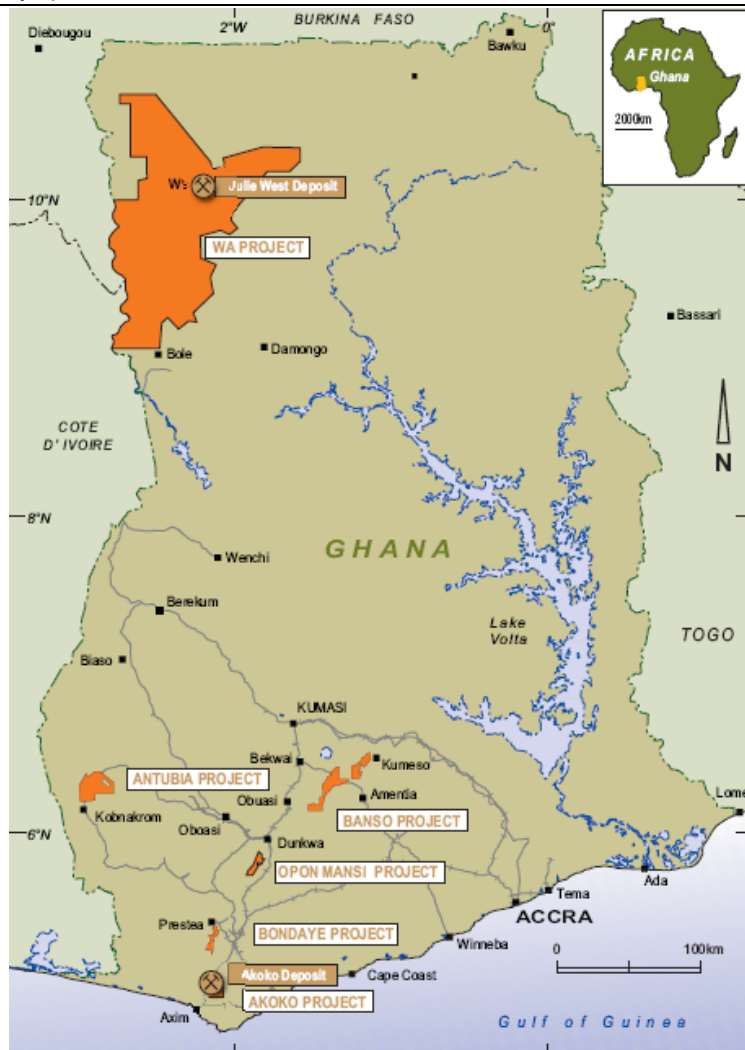 Diebougou
2°W
BURKINA FASO
0°
Bawku
AFRICA
Ghana
2000km
Julie West Deposit
10°N
WA PROJECT
Bassari
Bole
Damongo
COTE
D'IVOIRE
N
8°N
GHANA
Wenchi
Berekum
Lake
Volta
TOGO
Biaso
KUMASI
Bekwai
Kumeso
ANTUBIA PROJECT
Obuasi
Amentia
Lome
Kobnakrom
Oboasi
BANSO PROJECT
6°N
Dunkwa
OPON MANSI PROJECT
Ada
Tema
ACCRA
Prestea
BONDAYE PROJECT
Winneba
0
100km
Akoko Deposit
Cape Coast
AKOKO PROJECT
Axim
Gulf of Guinea